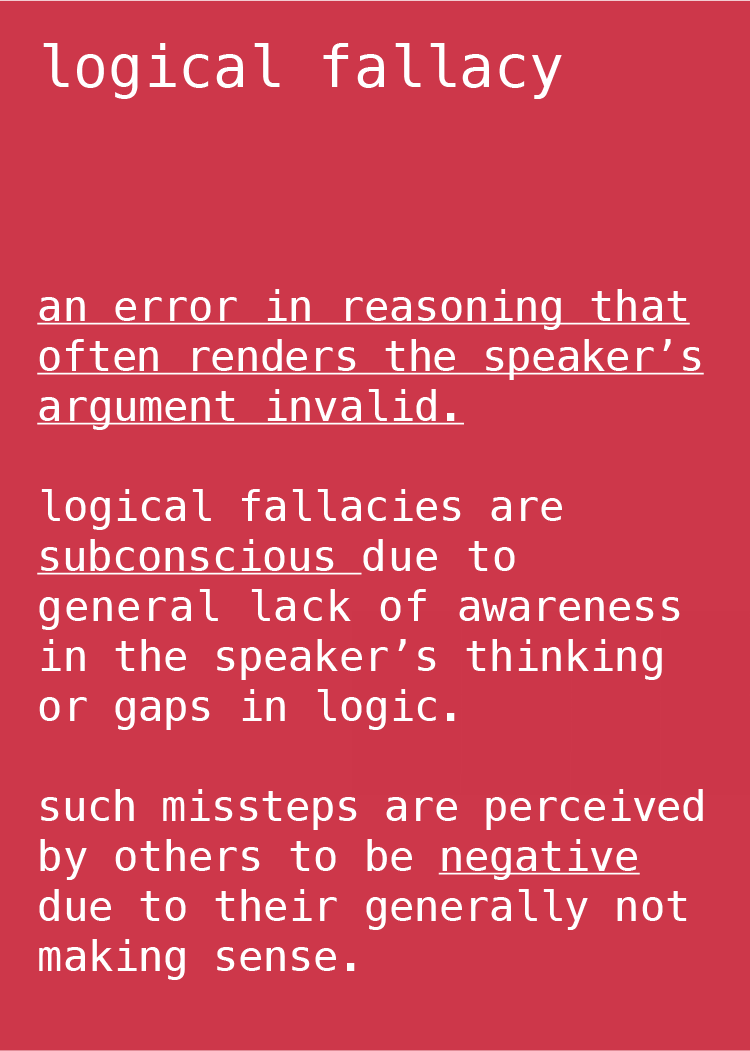 logical fallacy
an error in reasoning that
often renders the speaker’s
argument invalid.
logical fallacies are
subconscious due to
general lack of awareness
in the speaker’s thinking
or gaps in logic.
such missteps are perceived
by others to be negative
due to their generally not
making sense.